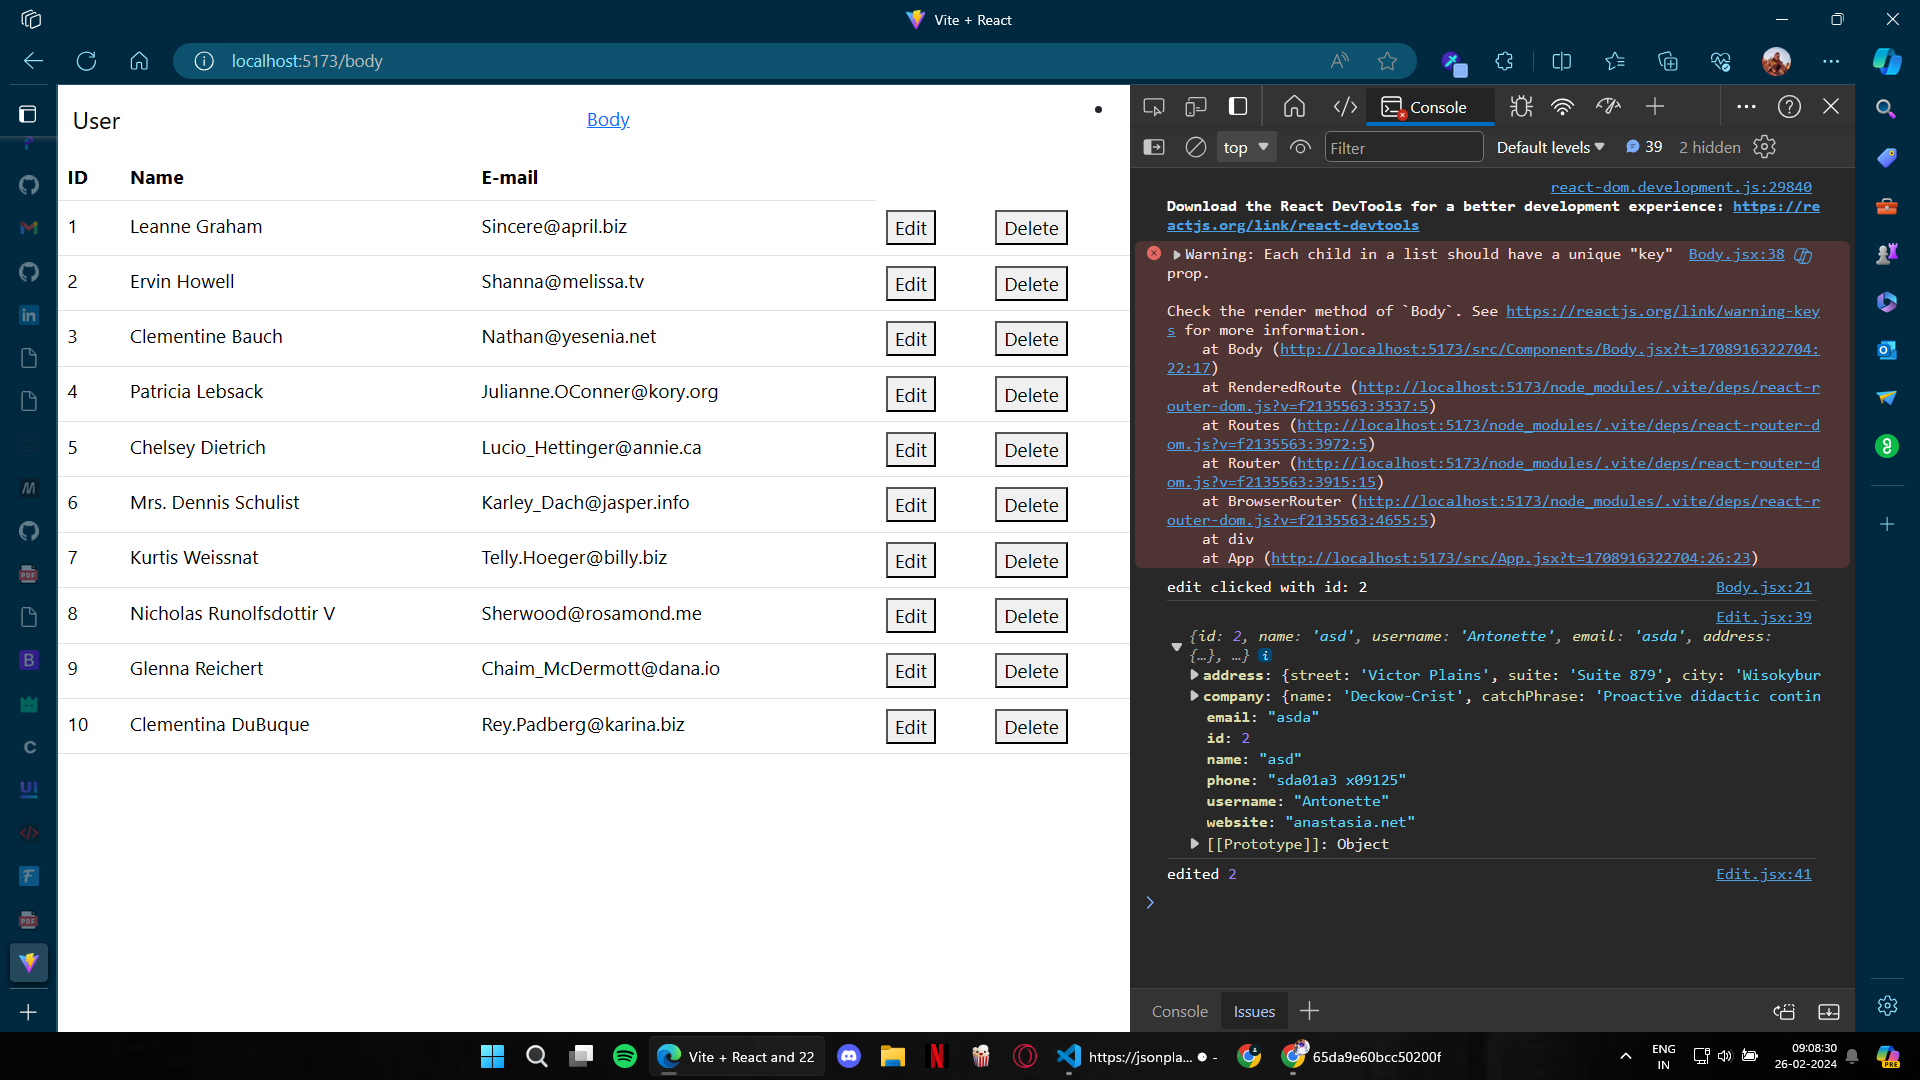 Vite + React
localhost:5173/body
User
Body
ID Name E-mail
1 Leanne Graham Sincere@april.biz Edit Delete
2 Ervin Howell Shanna@melissa.tv Edit Delete
3 Clementine Bauch Nathan@yesenia.net Edit Delete
4 Patricia Lebsack Julianne.OConner@kory.org Edit Delete
5 Chelsey Dietrich Lucio_Hettinger@annie.ca Edit Delete
6 Mrs. Dennis Schulist Karley_Dach@jasper.info Edit Delete
7 Kurtis Weissnat Telly.Hoeger@billy.biz Edit Delete
8 Nicholas Runolfsdottir V Sherwood@rosamond.me Edit Delete
9 Glenna Reichert Chaim_McDermott@dana.io Edit Delete
10 Clementina DuBuque Rey.Padberg@karina.biz Edit Delete
Console
top Filter Default levels 39 2 hidden
react-dom.development.js:29840
Download the React DevTools for a better development experience: https://re
actjs.org/link/react-devtools
Warning: Each child in a list should have a unique "key" Body.jsx:38
prop.
Check the render method of `Body`. See https://reactjs.org/link/warning-key
s for more information.
at Body (http://localhost:5173/src/Components/Body.jsx?t=1708916322704:
22:17)
at RenderedRoute (http://localhost:5173/node_modules/.vite/deps/react-r
outer-dom.js?v=f2135563:3537:5)
at Routes (http://localhost:5173/node_modules/.vite/deps/react-router-d
om.js?v=f2135563:3972:5)
at Router (http://localhost:5173/node_modules/.vite/deps/react-router-d
om.js?v=f2135563:3915:15)
at BrowserRouter (http://localhost:5173/node_modules/.vite/deps/react-r
outer-dom.js?v=f2135563:4655:5)
at div
at App (http://localhost:5173/src/App.jsx?t=1708916322704:26:23)
edit clicked with id: 2 Body.jsx:21
Edit.jsx:39
{id: 2, name: 'asd', username: 'Antonette', email: 'asda', address:
{…}, …}
address: {street: 'Victor Plains', suite: 'Suite 879', city: 'Wisokybur
company: {name: 'Deckow-Crist', catchPhrase: 'Proactive didactic contin
email: "asda"
id: 2
name: "asd"
phone: "sda01a3 x09125"
username: "Antonette"
website: "anastasia.net"
[[Prototype]]: Object
edited 2 Edit.jsx:41
Console Issues
Vite + React and 22
https://jsonpla...
65da9e60bcc50200f
ENG
IN
09:08:30
26-02-2024